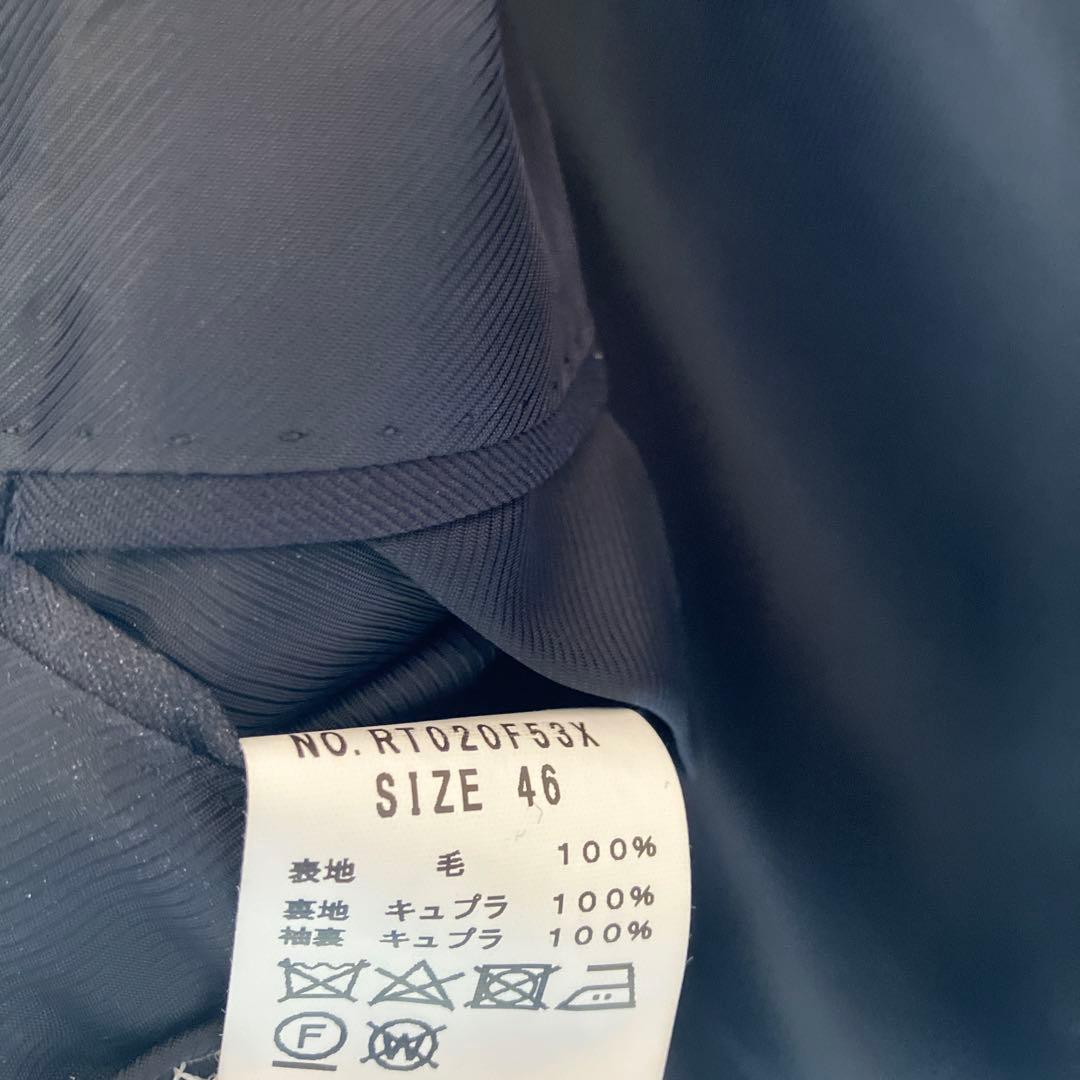 NO. RT020F53X
SIZE 46
表地 毛 100%
裏地 キュプラ 100%
袖裏 キュプラ 100%
F W